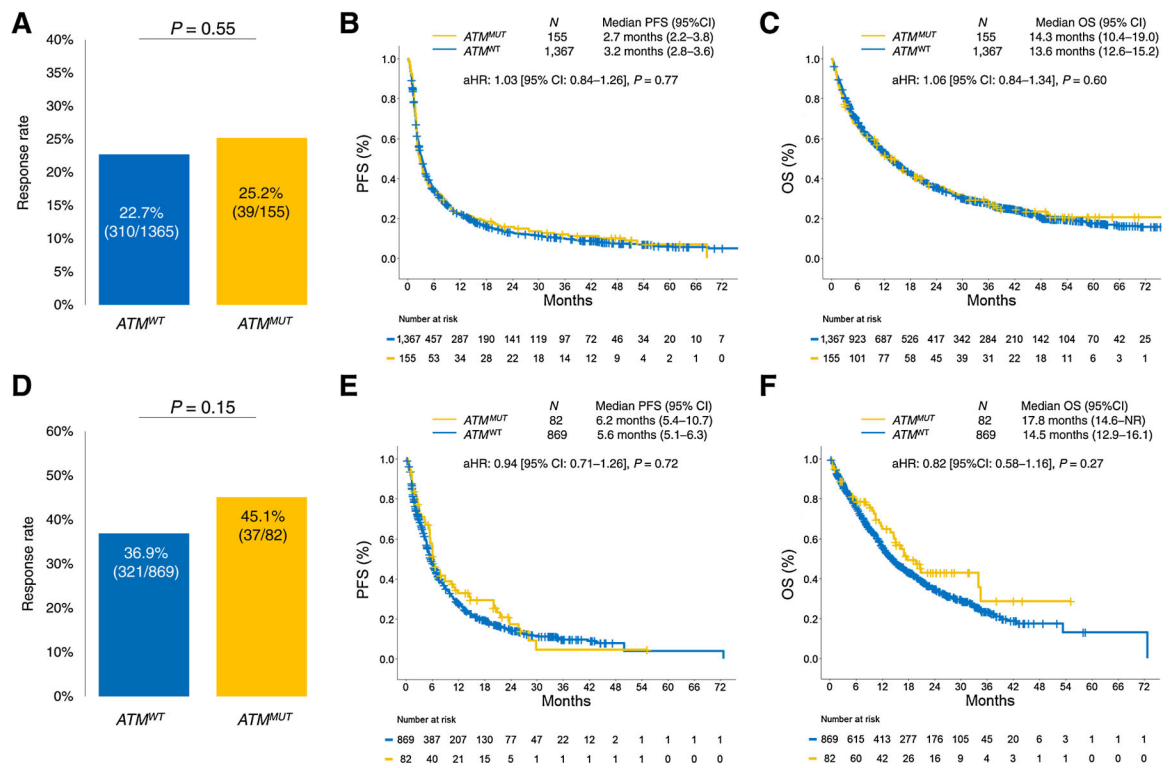 A
P = 0.55
40%
35%
30%
25%
20%
15%
10%
5%
0%
Response rate
22.7%
(310/1365)
25.2%
(39/155)
ATMWT
ATMMUT
B
N Median PFS (95%CI)
ATMMUT 155 2.7 months (2.2–3.8)
ATMWT 1,367 3.2 months (2.8–3.6)
aHR: 1.03 [95% CI: 0.84–1.26], P = 0.77
1.0
0.8
0.6
0.4
0.2
0.0
PFS (%)
0 6 12 18 24 30 36 42 48 54 60 66 72
Months
Number at risk
1,367 457 287 190 141 119 97 72 46 34 20 10 7
155 53 34 28 22 18 14 12 9 4 2 1 0
C
N Median OS (95% CI)
ATMMUT 155 14.3 months (10.4–19.0)
ATMWT 1,367 13.6 months (12.6–15.2)
aHR: 1.06 [95% CI: 0.84–1.34], P = 0.60
1.0
0.8
0.6
0.4
0.2
0.0
OS (%)
0 6 12 18 24 30 36 42 48 54 60 66 72
Months
Number at risk
1,367 923 687 526 417 342 284 210 142 104 70 42 25
155 101 77 58 45 39 31 22 18 11 6 3 1
D
P = 0.15
60%
50%
40%
30%
20%
10%
0%
Response rate
36.9%
(321/869)
45.1%
(37/82)
ATMWT
ATMMUT
E
N Median PFS (95% CI)
ATMMUT 82 6.2 months (5.4–10.7)
ATMWT 869 5.6 months (5.1–6.3)
aHR: 0.94 [95% CI: 0.71–1.26], P = 0.72
1.0
0.8
0.6
0.4
0.2
0.0
PFS (%)
0 6 12 18 24 30 36 42 48 54 60 66 72
Months
Number at risk
869 387 207 130 77 47 22 12 2 1 1 1 1
82 40 21 15 5 1 1 1 1 1 0 0 0
F
N Median OS (95%CI)
ATMMUT 82 17.8 months (14.6–NR)
ATMWT 869 14.5 months (12.9–16.1)
aHR: 0.82 [95%CI: 0.58–1.16], P = 0.27
1.0
0.8
0.6
0.4
0.2
0.0
OS (%)
0 6 12 18 24 30 36 42 48 54 60 66 72
Months
Number at risk
869 615 413 277 176 105 45 20 6 3 1 1 1
82 60 42 26 16 9 4 3 1 1 0 0 0